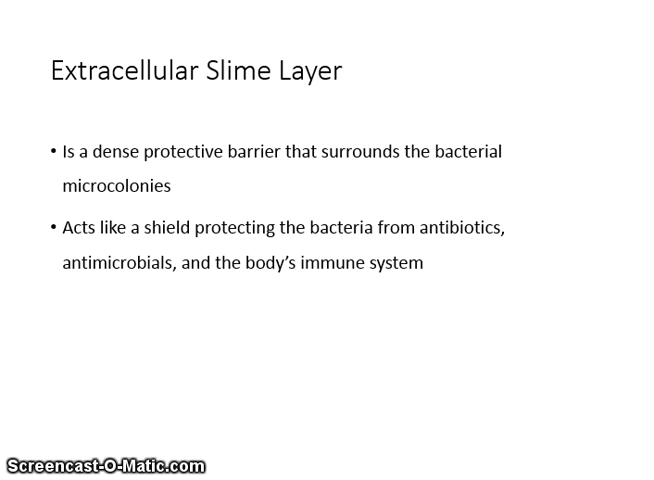 Extracellular Slime Layer
• Is a dense protective barrier that surrounds the bacterial
microcolonies
• Acts like a shield protecting the bacteria from antibiotics,
antimicrobials, and the body’s immune system
Screencast-O-Matic.com